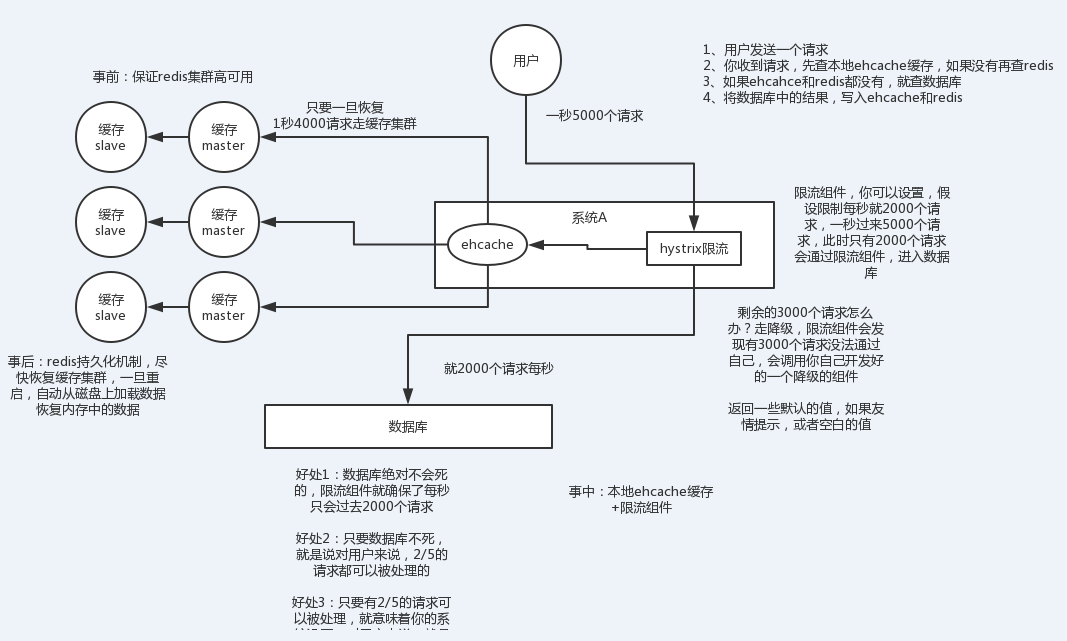 用户
1、用户发送一个请求
2、你收到请求，先查本地ehcache缓存，如果没有再查redis
3、如果ehcahce和redis都没有，就查数据库
4、将数据库中的结果，写入ehcache和redis
事前：保证redis集群高可用
只要一旦恢复
1秒4000请求走缓存集群
一秒5000个请求
缓存
slave
缓存
master
缓存
slave
缓存
master
缓存
slave
缓存
master
系统A
ehcache
hystrix限流
限流组件，你可以设置，假
设限制每秒就2000个请
求，一秒过来5000个请
求，此时只有2000个请求
会通过限流组件，进入数据
库
剩余的3000个请求怎么
办？走降级，限流组件会发
现有3000个请求没法通过
自己，会调用你自己开发好
的一个降级的组件
返回一些默认的值，如果友
情提示，或者空白的值
事后：redis持久化机制，尽
快恢复缓存集群，一旦重
启，自动从磁盘上加载数据
恢复内存中的数据
就2000个请求每秒
数据库
好处1：数据库绝对不会死
的，限流组件就确保了每秒
只会过去2000个请求
好处2：只要数据库不死，
就是说对用户来说，2/5的
请求都可以被处理的
好处3：只要有2/5的请求可
以被处理，就意味着你的系
事中：本地ehcache缓存
+限流组件